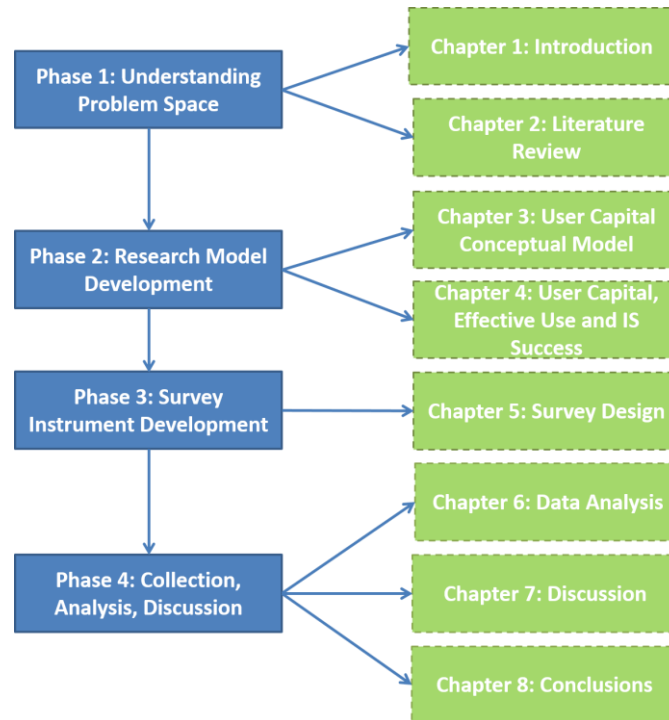 Phase 1: Understanding
Problem Space
Chapter 1: Introduction
Chapter 2: Literature
Review
Phase 2: Research Model
Development
Chapter 3: User Capital
Conceptual Model
Chapter 4: User Capital,
Effective Use and IS
Success
Phase 3: Survey
Instrument Development
Chapter 5: Survey Design
Phase 4: Collection,
Analysis, Discussion
Chapter 6: Data Analysis
Chapter 7: Discussion
Chapter 8: Conclusions